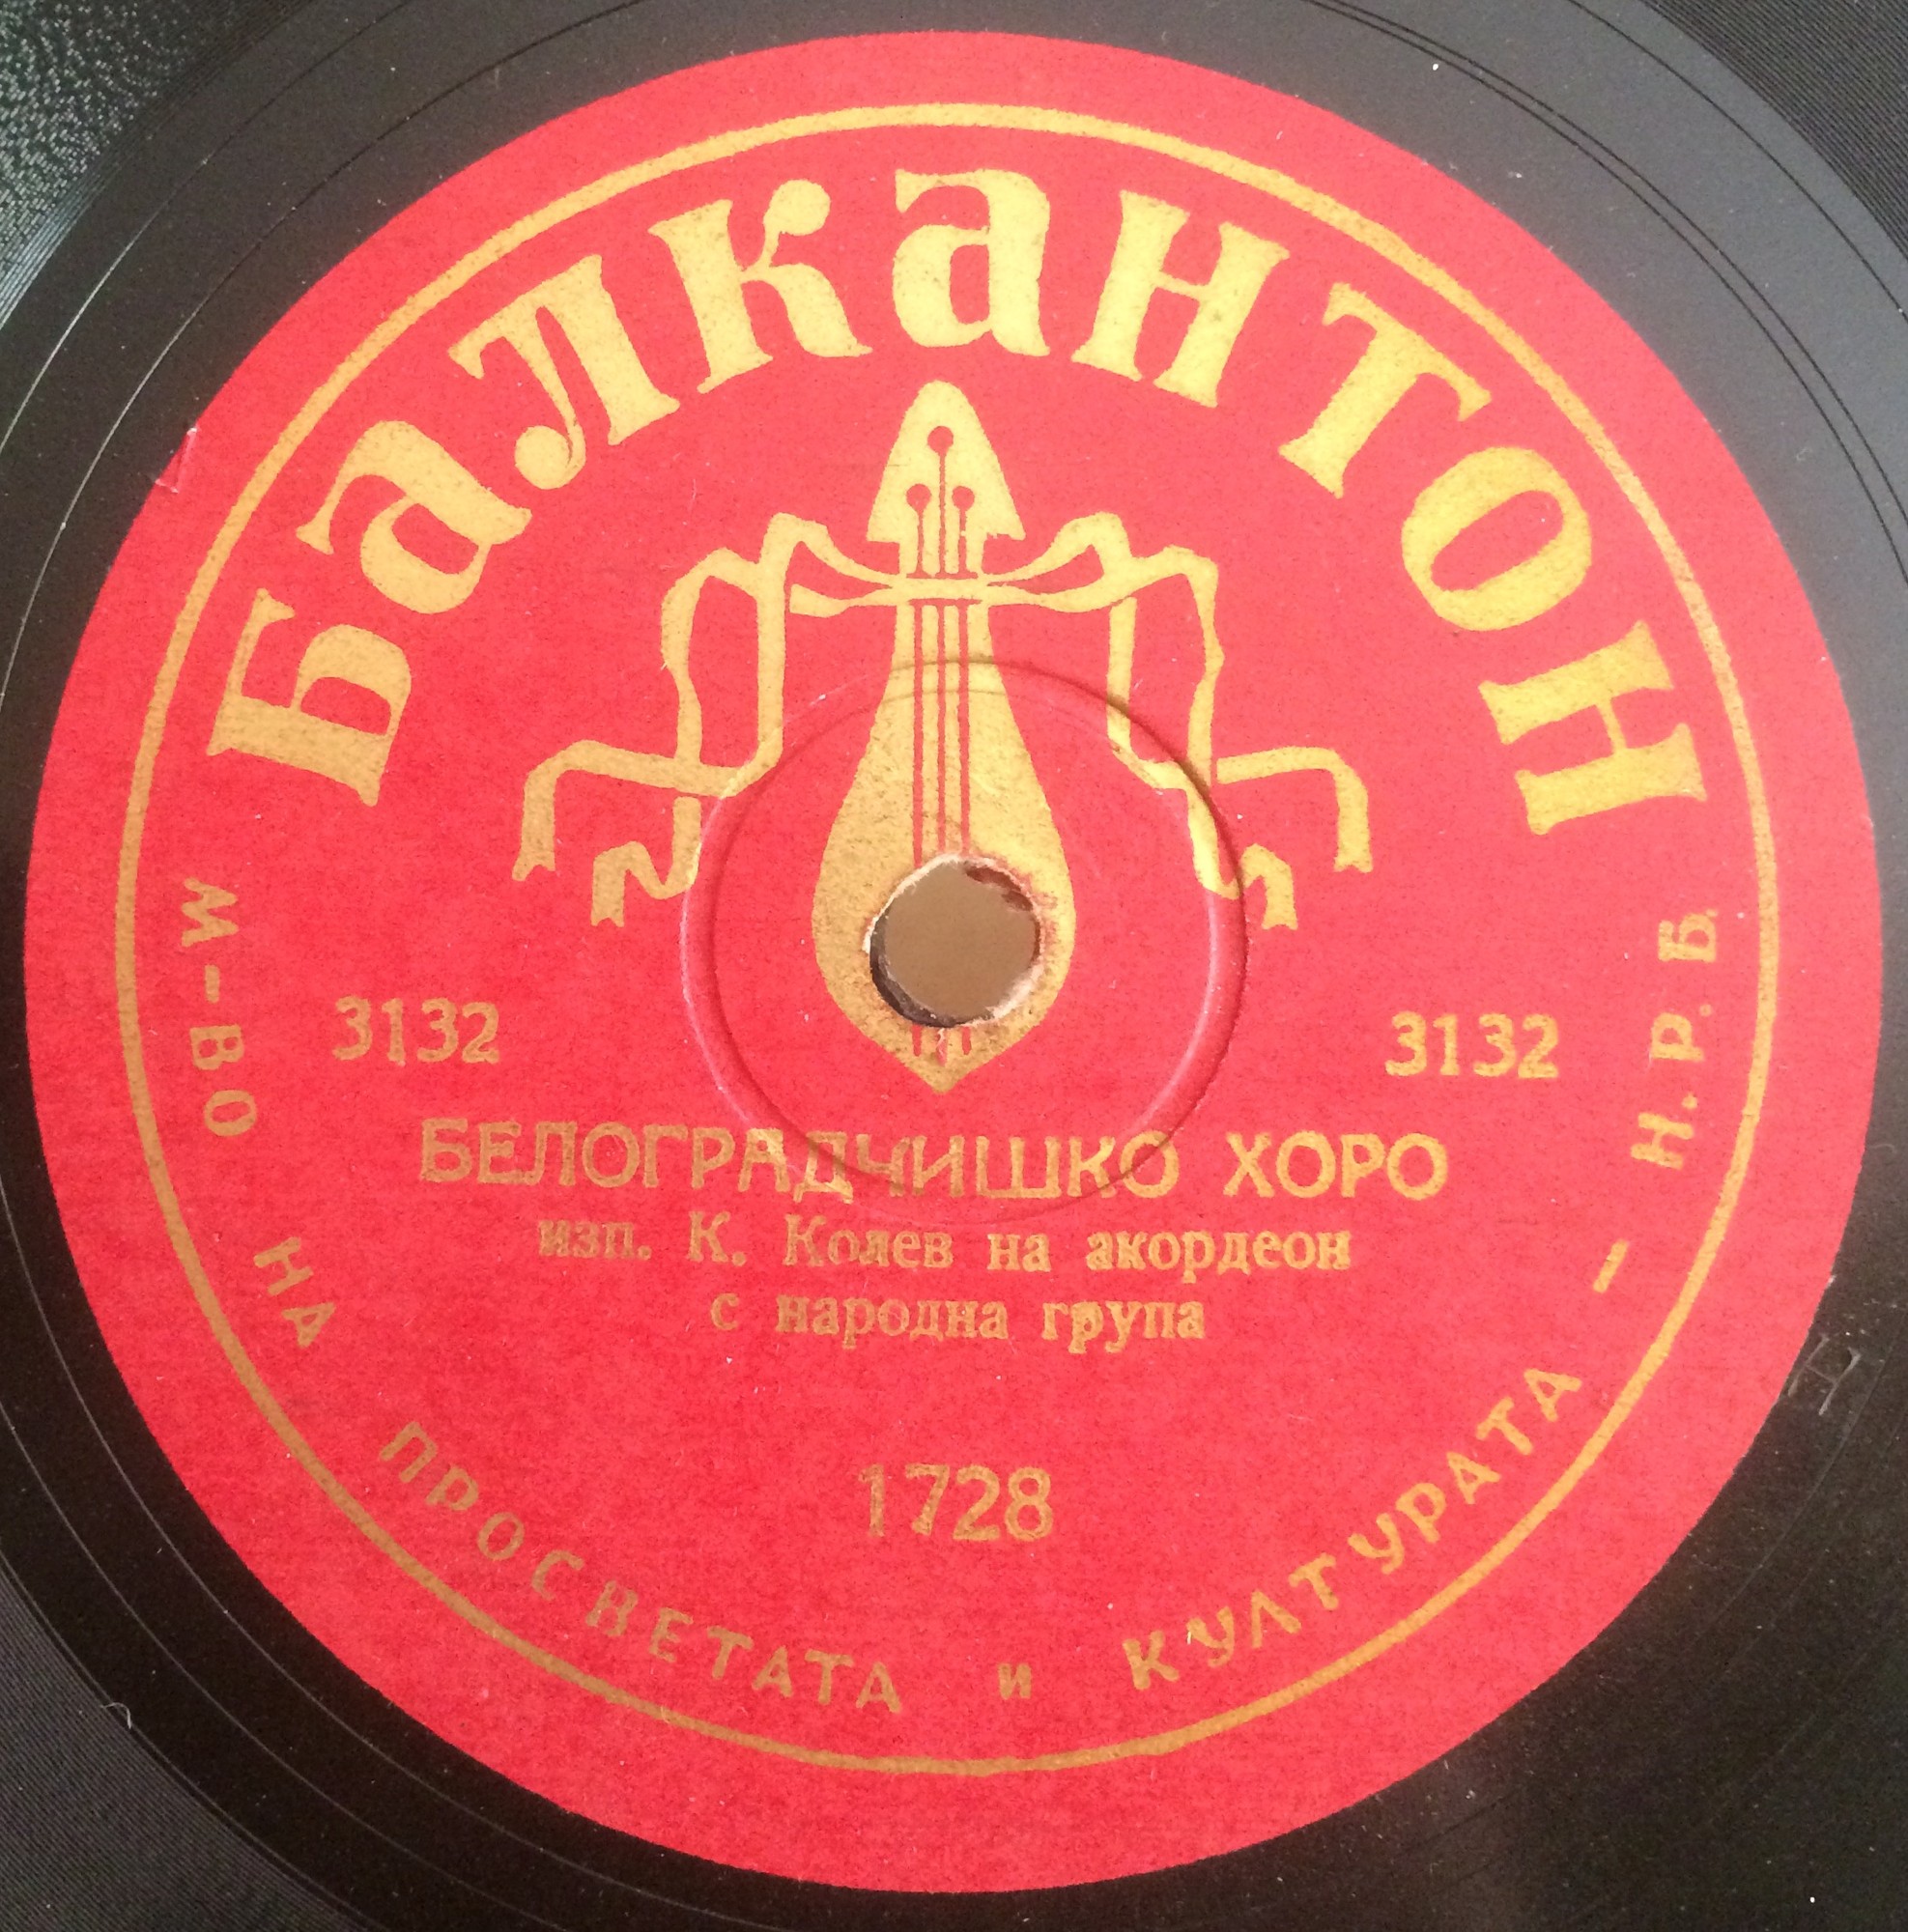 Балкантон
3132 3132
БЕЛОГРАДЧИШКО ХОРО
изп. К. Колев на акордеон
с народна група
1728
М-ВО НА ПРОСВЕТАТА и КУЛТУРАТА - Н.Р.Б.
Н